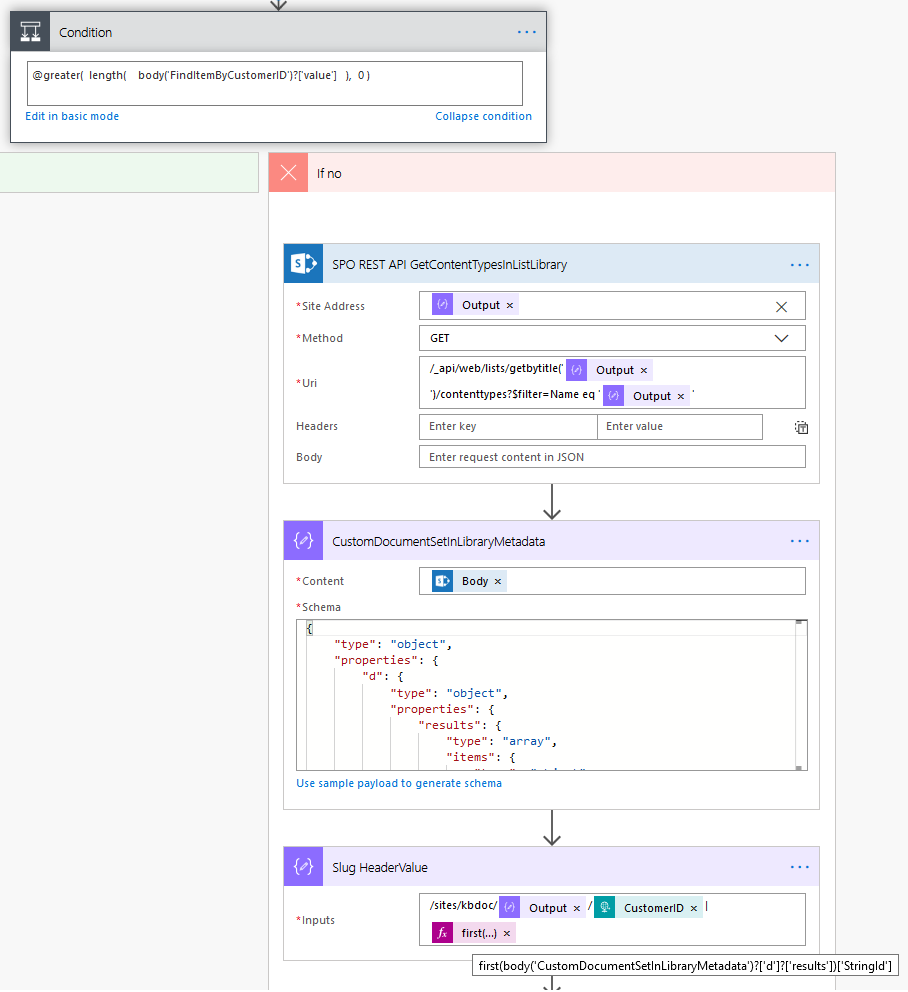 Condition
@greater( length( body('FindItemByCustomerID')?['value'] ), 0 )
Edit in basic mode
Collapse condition
If no
SPO REST API GetContentTypesInListLibrary
*Site Address
Output ×
*Method
GET
*Uri
/_api/web/lists/getbytitle(' Output ×
')/contenttypes?$filter=Name eq ' Output × '
Headers
Enter key
Enter value
Body
Enter request content in JSON
CustomDocumentSetInLibraryMetadata
*Content
Body ×
*Schema
{
"type": "object",
"properties": {
"d": {
"type": "object",
"properties": {
"results": {
"type": "array",
"items": {
Use sample payload to generate schema
Slug HeaderValue
*Inputs
/sites/kbdoc/ Output × / CustomerID × |
fx first(...) ×
first(body('CustomDocumentSetInLibraryMetadata')?['d']?['results'])['StringId']